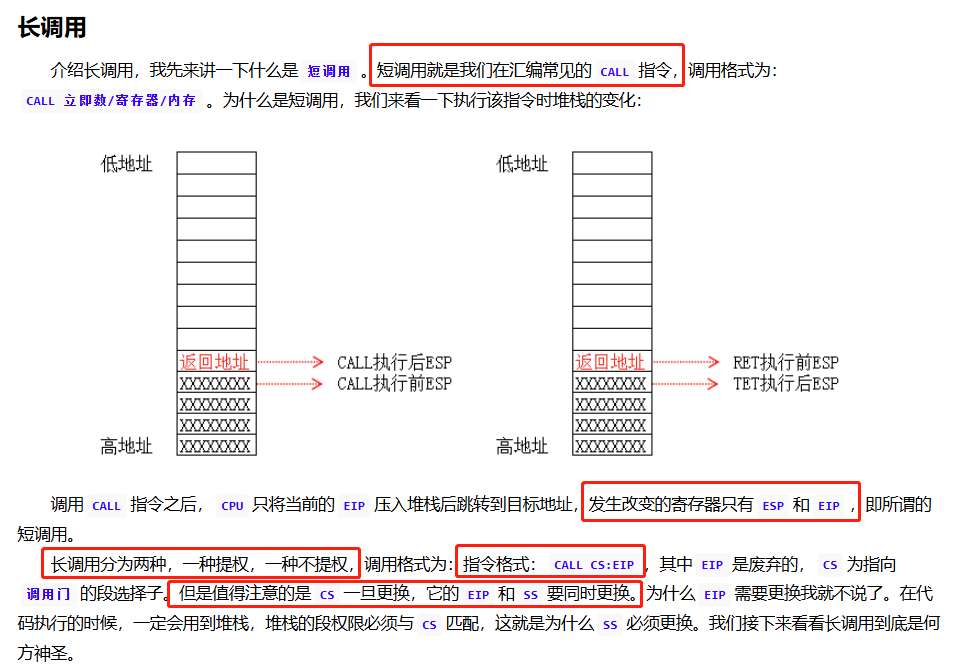 长调用
介绍长调用，我先来讲一下什么是 短调用 。短调用就是我们在汇编常见的 CALL 指令，调用格式为：
CALL 立即数/寄存器/内存 。为什么是短调用，我们来看一下执行该指令时堆栈的变化：
低地址
返回地址 CALL执行后ESP
XXXXXXXX CALL执行前ESP
XXXXXXXX
XXXXXXXX
高地址 XXXXXXXX
低地址
返回地址 RET执行前ESP
XXXXXXXX TET执行后ESP
XXXXXXXX
XXXXXXXX
高地址 XXXXXXXX
调用 CALL 指令之后， CPU 只将当前的 EIP 压入堆栈后跳转到目标地址，发生改变的寄存器只有 ESP 和 EIP ，即所谓的
短调用。
长调用分为两种，一种提权，一种不提权，调用格式为：指令格式： CALL CS:EIP ，其中 EIP 是废弃的， CS 为指向
调用门 的段选择子。但是值得注意的是 CS 一旦更换，它的 EIP 和 SS 要同时更换。为什么 EIP 需要更换我就不说了。在代
码执行的时候，一定会用到堆栈，堆栈的段权限必须与 CS 匹配，这就是为什么 SS 必须更换。我们接下来看看长调用到底是何
方神圣。